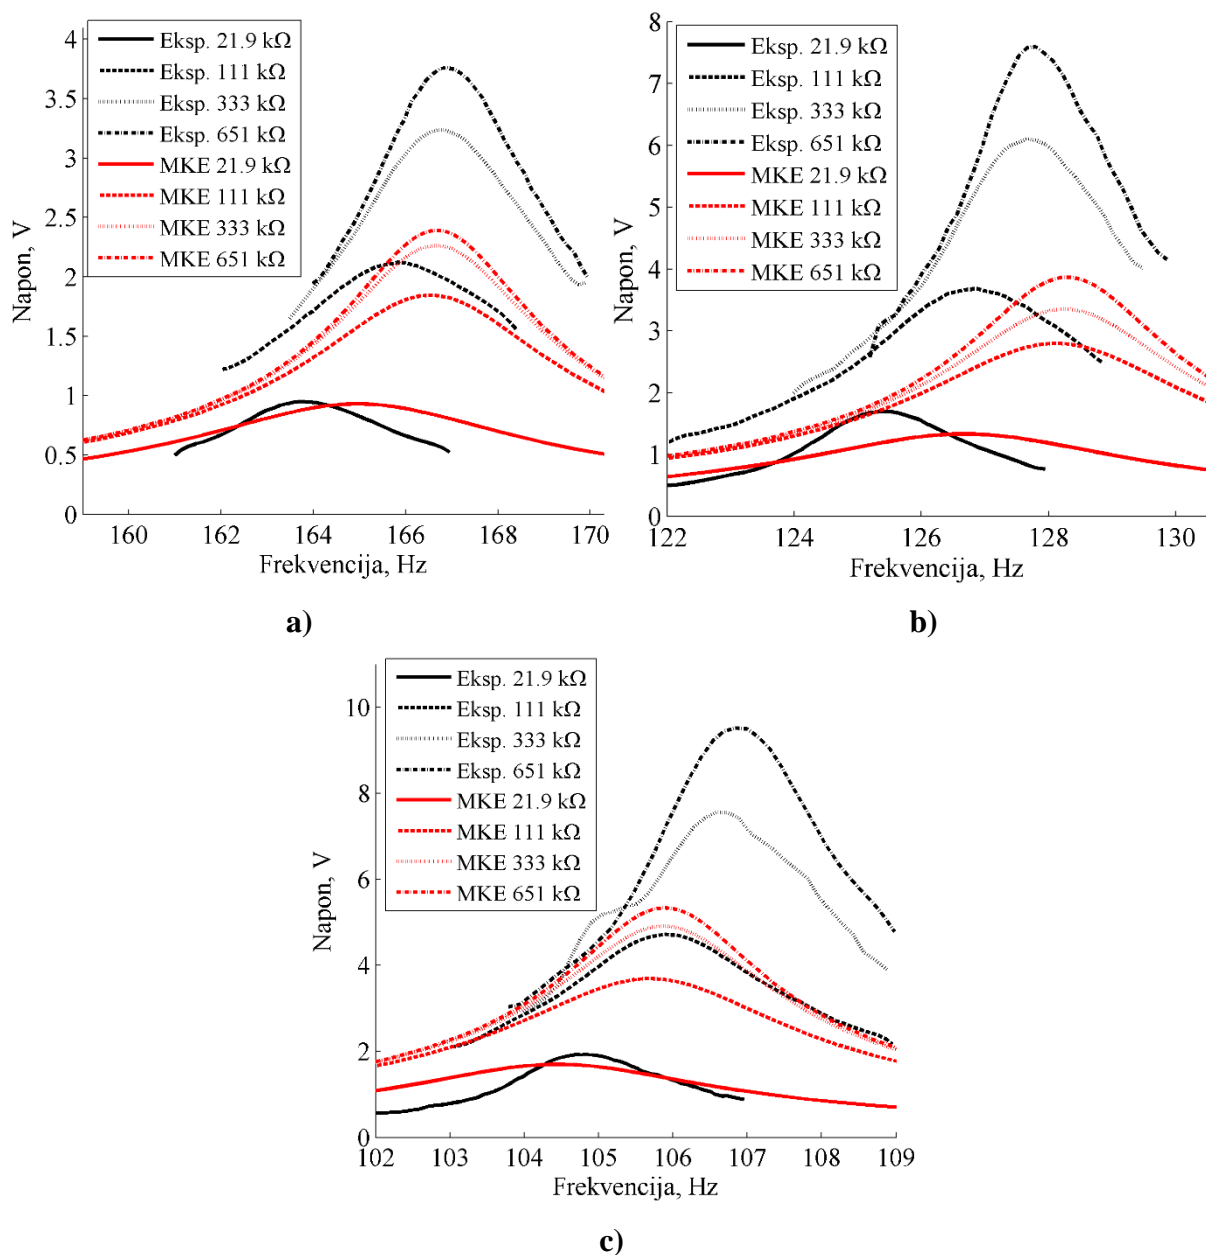 4
3.5
3
2.5
2
1.5
1
0.5
0
Napon, V
Eksp. 21.9 kΩ
Eksp. 111 kΩ
Eksp. 333 kΩ
Eksp. 651 kΩ
MKE 21.9 kΩ
MKE 111 kΩ
MKE 333 kΩ
MKE 651 kΩ
160 162 164 166 168 170
Frekvencija, Hz
a)
8
7
6
5
4
3
2
1
0
Napon, V
Eksp. 21.9 kΩ
Eksp. 111 kΩ
Eksp. 333 kΩ
Eksp. 651 kΩ
MKE 21.9 kΩ
MKE 111 kΩ
MKE 333 kΩ
MKE 651 kΩ
122 124 126 128 130
Frekvencija, Hz
b)
10
8
6
4
2
0
Napon, V
Eksp. 21.9 kΩ
Eksp. 111 kΩ
Eksp. 333 kΩ
Eksp. 651 kΩ
MKE 21.9 kΩ
MKE 111 kΩ
MKE 333 kΩ
MKE 651 kΩ
102 103 104 105 106 107 108 109
Frekvencija, Hz
c)